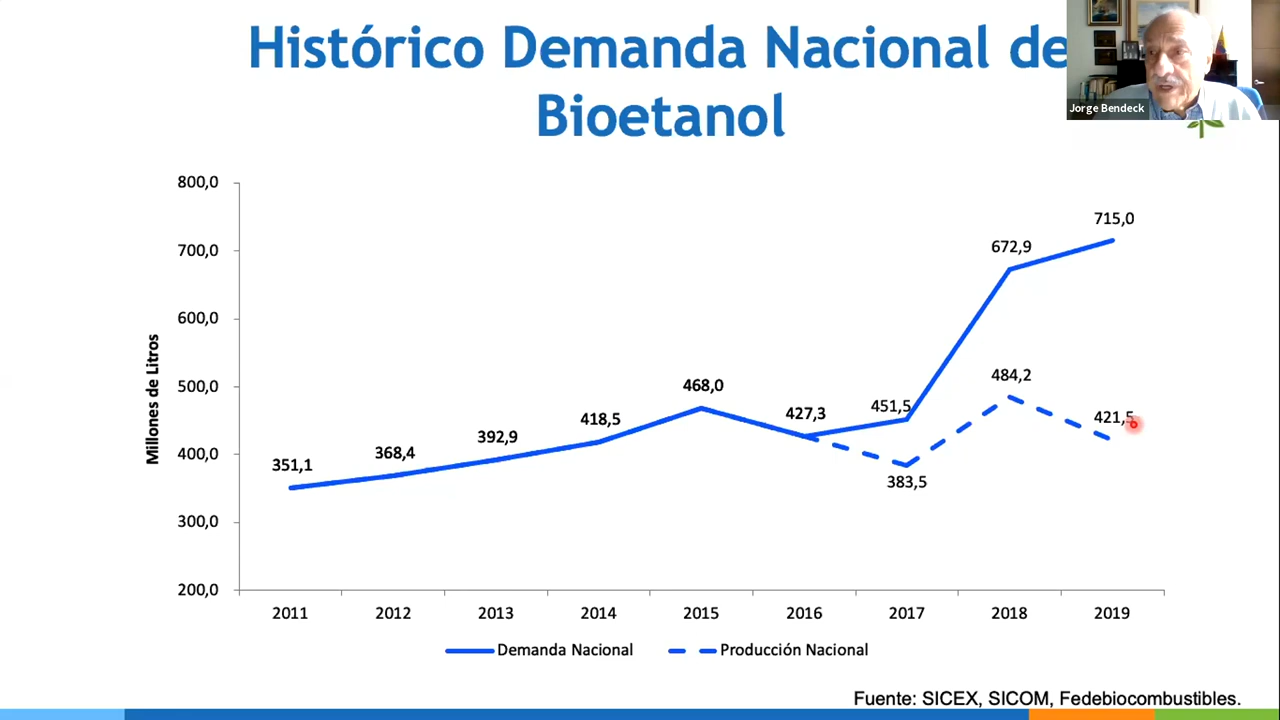 Histórico Demanda Nacional de
Bioetanol
Jorge Bendeck
800,0
700,0
600,0
500,0
400,0
300,0
200,0
Millones de Litros
715,0
672,9
484,2
468,0
451,5
427,3
421,5
418,5
392,9
368,4
351,1
383,5
2011 2012 2013 2014 2015 2016 2017 2018 2019
Demanda Nacional Producción Nacional
Fuente: SICEX, SICOM, Fedebiocombustibles.